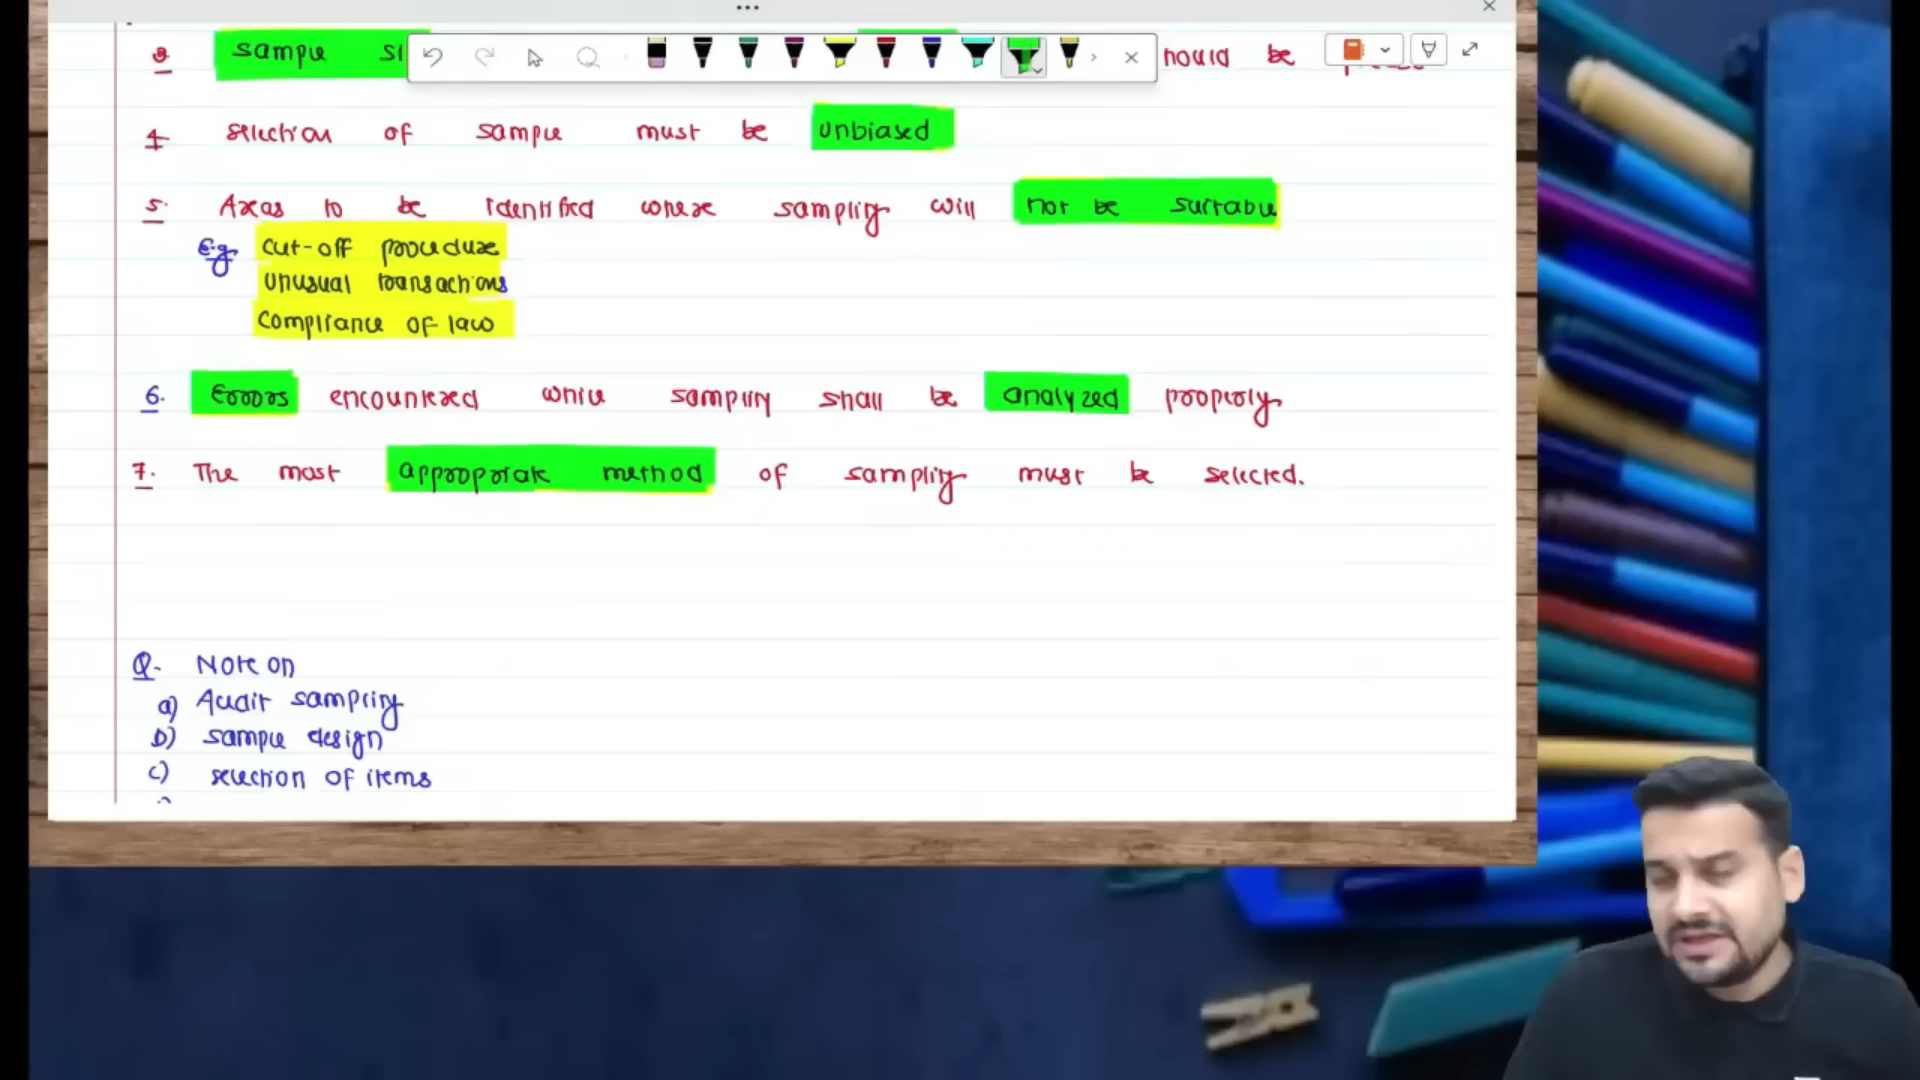 3 sample si hould be
4 selection of sample must be unbiased
5. Areas to be identified where sampling will not be suitable
E.g. cut-off procedure
unusual transactions
Compliance of law
6. Errors encountered while sampling shall be analyzed properly
7. The most appropriate method of sampling must be selected.
Q. Note on
a) Audit sampling
b) sample design
c) selection of items